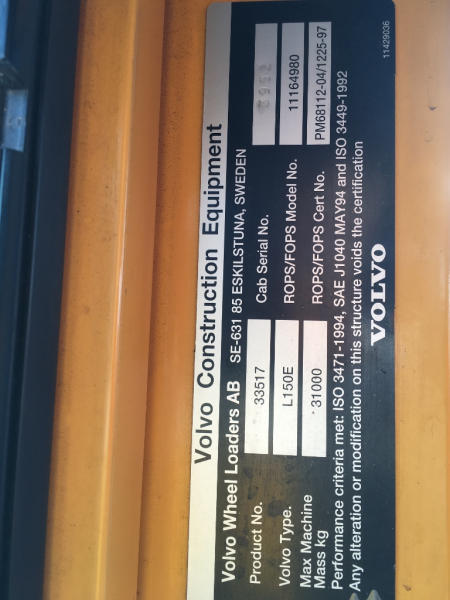 Volvo Construction Equipment
Volvo Wheel Loaders AB SE-631 85 ESKILSTUNA, SWEDEN
Product No. 33517 Cab Serial No.
Volvo Type. L150E ROPS/FOPS Model No. 11164980
Max Machine
Mass kg 31000 ROPS/FOPS Cert No. PM68112-04/1225-97
Performance criteria met: ISO 3471-1994, SAE J1040 MAY94 and ISO 3449-1992
Any alteration or modification on this structure voids the certification
VOLVO
11429036